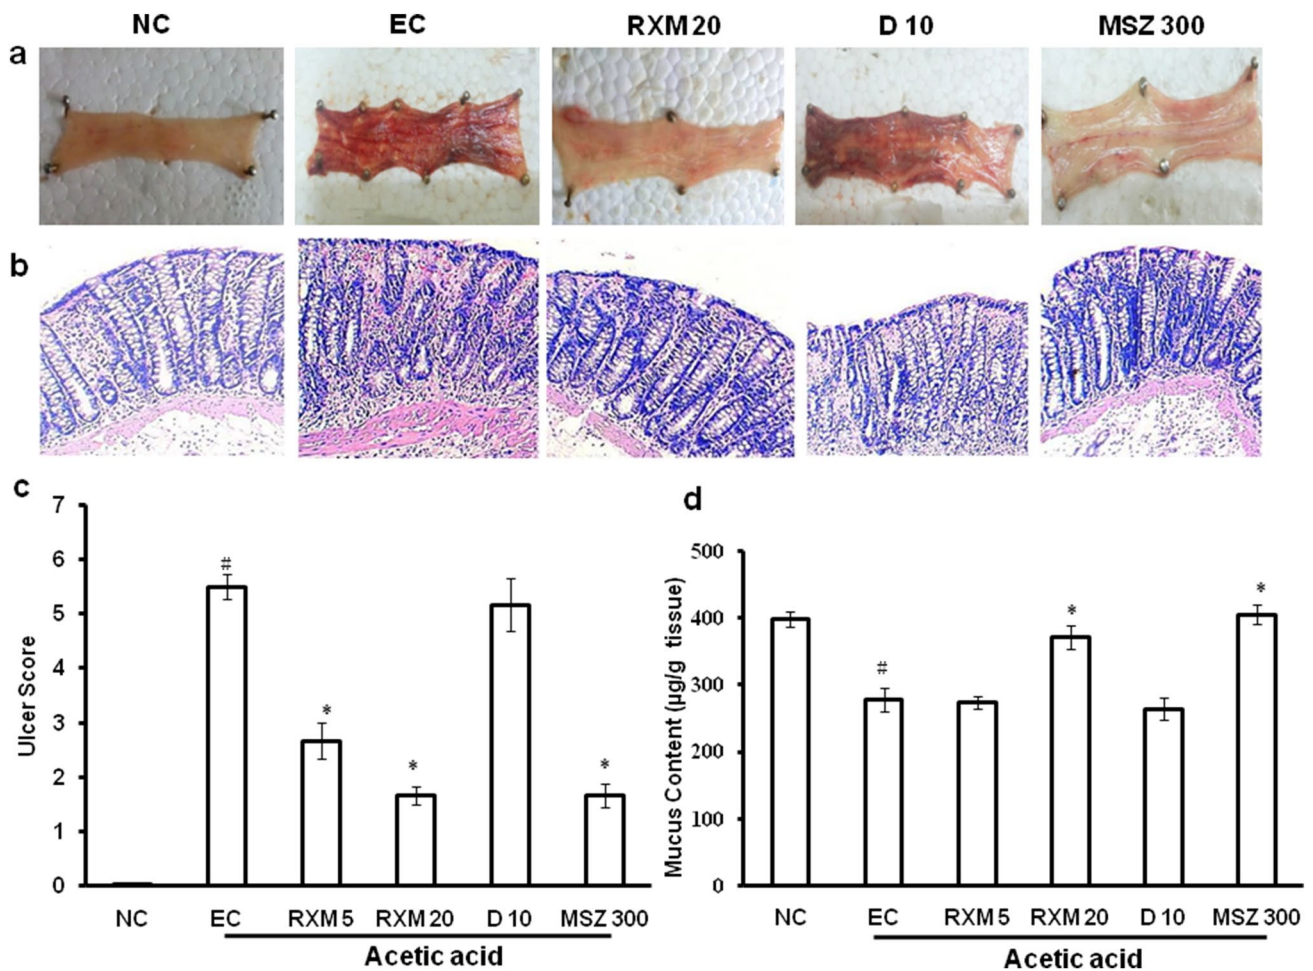 NC EC RXM 20 D 10 MSZ 300
a
b
c
d
7
6
5
4
3
2
1
0
Ulcer Score
#
*
*
*
NC EC RXM 5 RXM 20 D 10 MSZ 300
Acetic acid
500
400
300
200
100
0
Mucus Content (µg/g tissue)
#
*
*
NC EC RXM 5 RXM 20 D 10 MSZ 300
Acetic acid